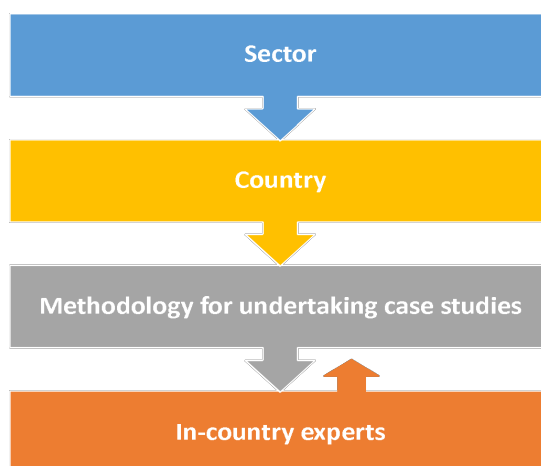 Sector
Country
Methodology for undertaking case studies
In-country experts